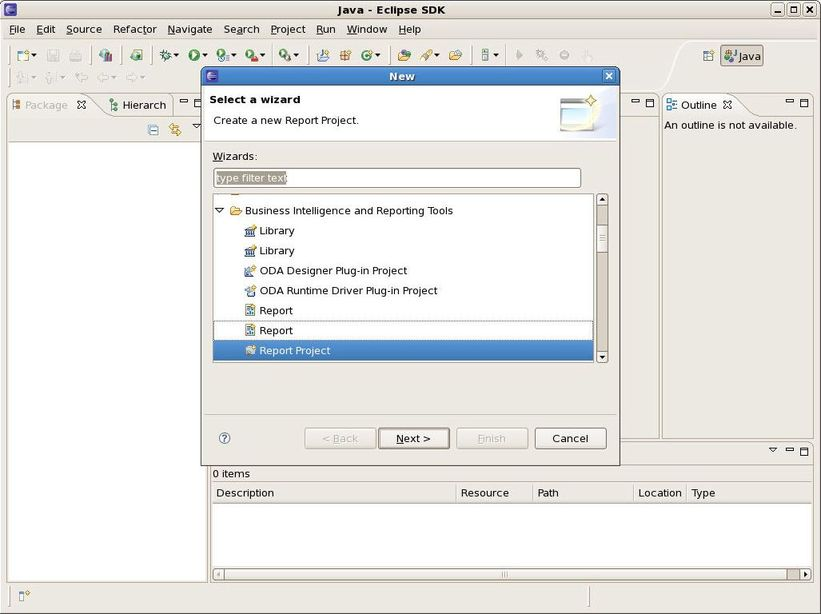 Java - Eclipse SDK
File Edit Source Refactor Navigate Search Project Run Window Help
Java
New
Package Hierarch
Select a wizard
Create a new Report Project.
Outline
An outline is not available.
Wizards:
type filter text
Business Intelligence and Reporting Tools
Library
Library
ODA Designer Plug-in Project
ODA Runtime Driver Plug-in Project
Report
Report
Report Project
< Back Next > Finish Cancel
0 items
Description Resource Path Location Type